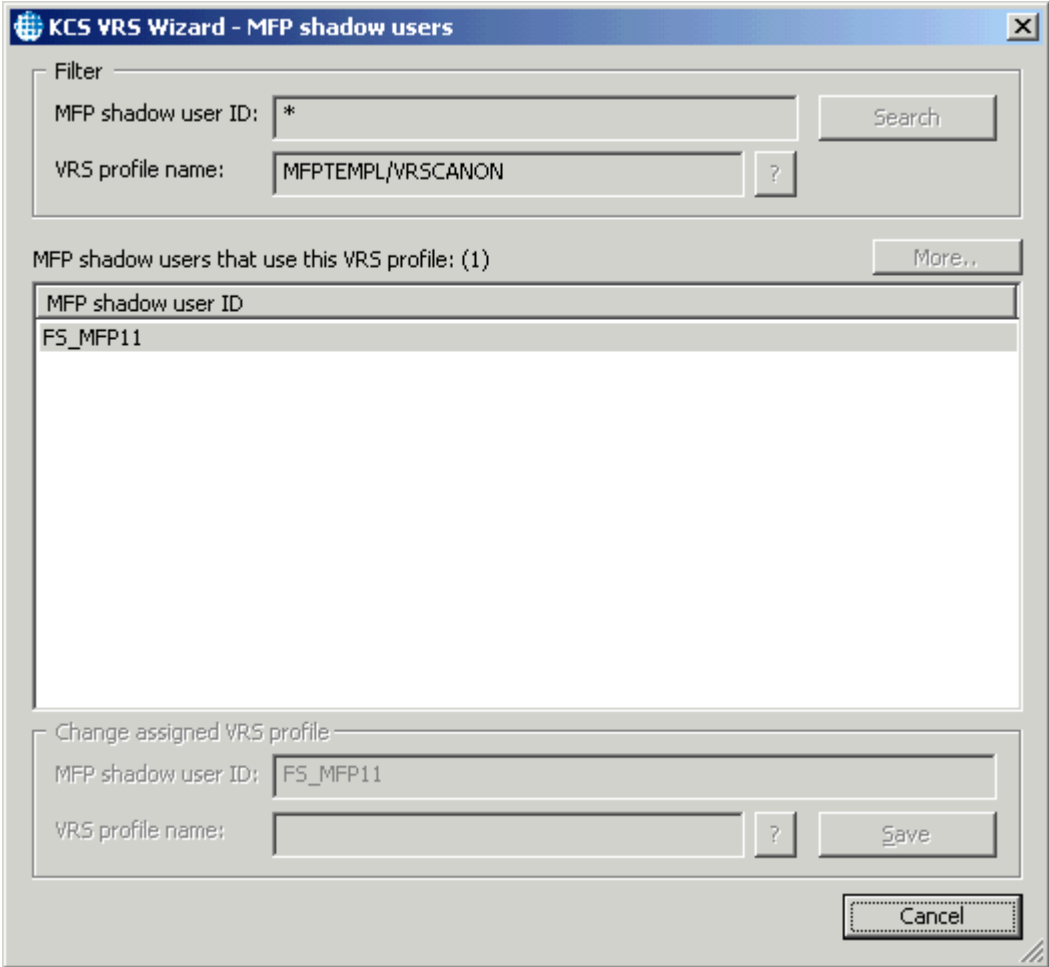 KCS VRS Wizard - MFP shadow users
Filter
MFP shadow user ID: *
Search
VRS profile name: MFPTEMPL/VRSCANON
?
MFP shadow users that use this VRS profile: (1)
More..
MFP shadow user ID
FS_MFP11
Change assigned VRS profile
MFP shadow user ID: FS_MFP11
VRS profile name:
?
Save
Cancel